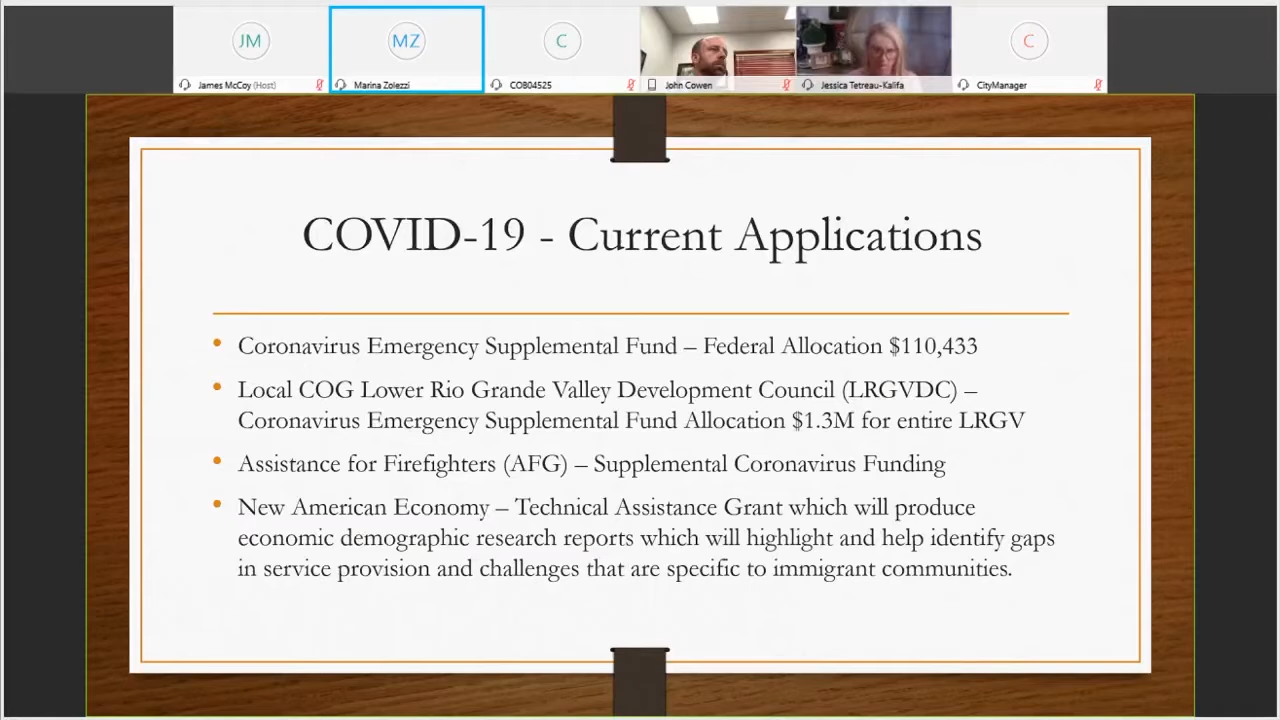 JM
MZ
C
C
James McCoy (Host)
Marina Zolezzi
COB04525
John Cowen
Jessica Tetreau-Kalifa
CityManager
COVID-19 - Current Applications
• Coronavirus Emergency Supplemental Fund – Federal Allocation $110,433
• Local COG Lower Rio Grande Valley Development Council (LRGVDC) –
Coronavirus Emergency Supplemental Fund Allocation $1.3M for entire LRGV
• Assistance for Firefighters (AFG) – Supplemental Coronavirus Funding
• New American Economy – Technical Assistance Grant which will produce
economic demographic research reports which will highlight and help identify gaps
in service provision and challenges that are specific to immigrant communities.